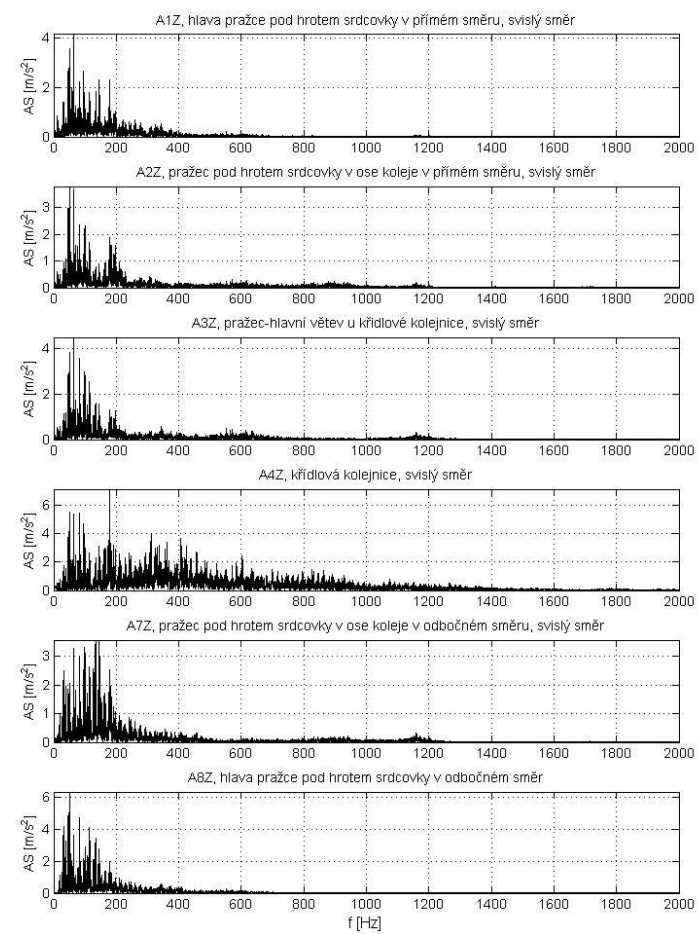 A1Z, hlava pražce pod hrotem srdcovky v přímém směru, svislý směr
AS [m/s²]
4
2
0
0 200 400 600 800 1000 1200 1400 1600 1800 2000
A2Z, pražec pod hrotem srdcovky v ose koleje v přímém směru, svislý směr
AS [m/s²]
3
2
1
0
0 200 400 600 800 1000 1200 1400 1600 1800 2000
A3Z, pražec-hlavní větev u křidlové kolejnice, svislý směr
AS [m/s²]
4
2
0
0 200 400 600 800 1000 1200 1400 1600 1800 2000
A4Z, křídlová kolejnice, svislý směr
AS [m/s²]
6
4
2
0
0 200 400 600 800 1000 1200 1400 1600 1800 2000
A7Z, pražec pod hrotem srdcovky v ose koleje v odbočném směru, svislý směr
AS [m/s²]
3
2
1
0
0 200 400 600 800 1000 1200 1400 1600 1800 2000
A8Z, hlava pražce pod hrotem srdcovky v odbočném směr
AS [m/s²]
6
4
2
0
0 200 400 600 800 1000 1200 1400 1600 1800 2000
f [Hz]